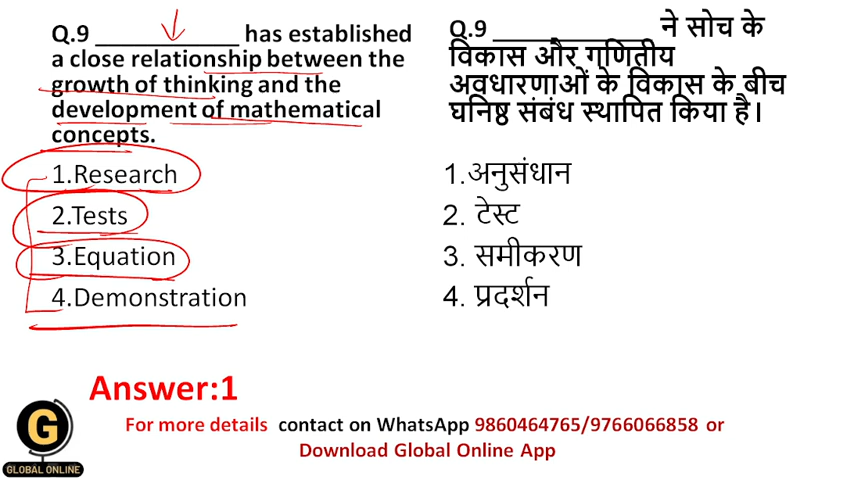 Q.9 ______________ has established
a close relationship between the
growth of thinking and the
development of mathematical
concepts.
1.Research
2.Tests
3.Equation
4.Demonstration
Q.9 ______________ ने सोच के
विकास और गणितीय
अवधारणाओं के विकास के बीच
घनिष्ठ संबंध स्थापित किया है।
1.अनुसंधान
2. टेस्ट
3. समीकरण
4. प्रदर्शन
Answer:1
For more details contact on WhatsApp 9860464765/9766066858 or
Download Global Online App
G
GLOBAL ONLINE